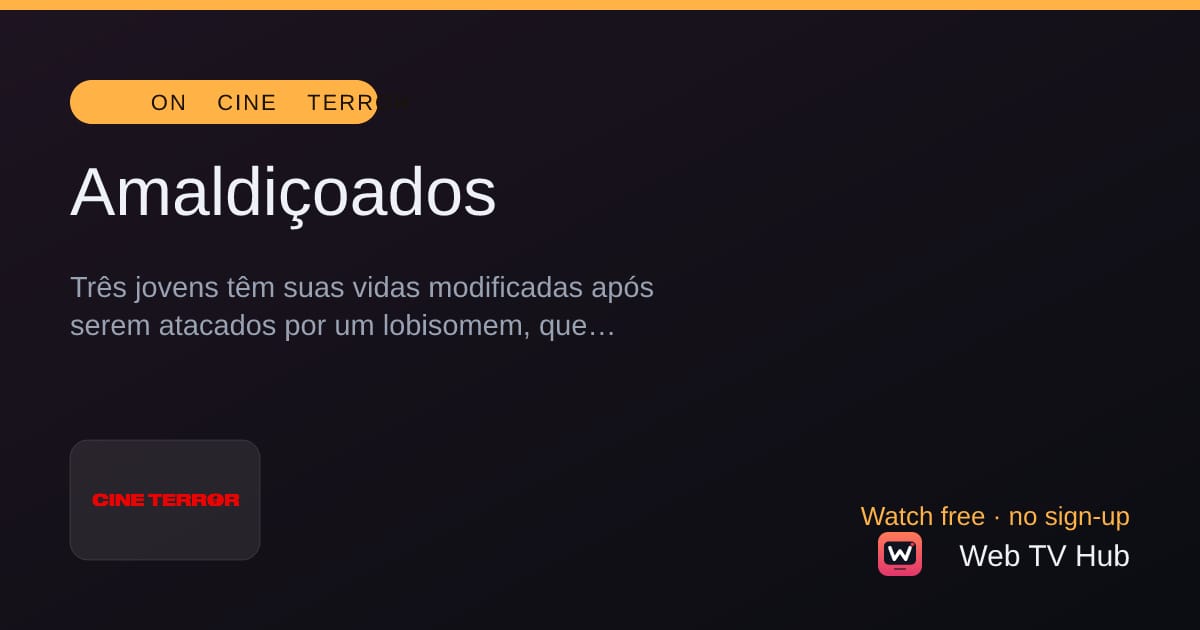 ON CINE TERROR
Amaldiçoados
Três jovens têm suas vidas modificadas após
serem atacados por um lobisomem, que…
CINE TERROR
Watch free · no sign-up
W
Web TV Hub